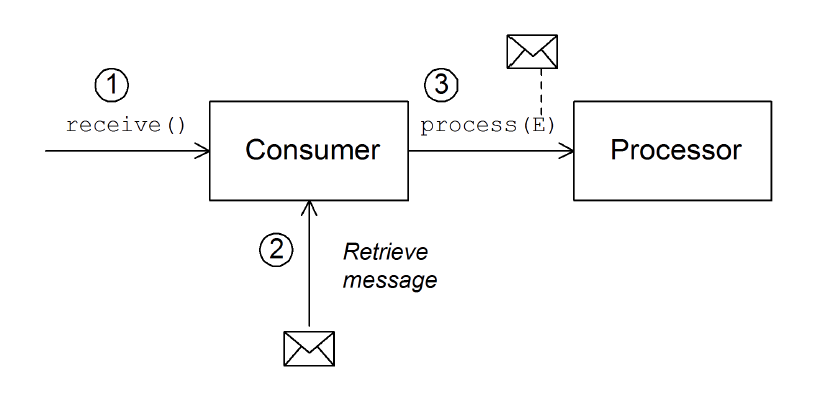 1
receive()
Consumer
2
Retrieve
message
3
process(E)
Processor